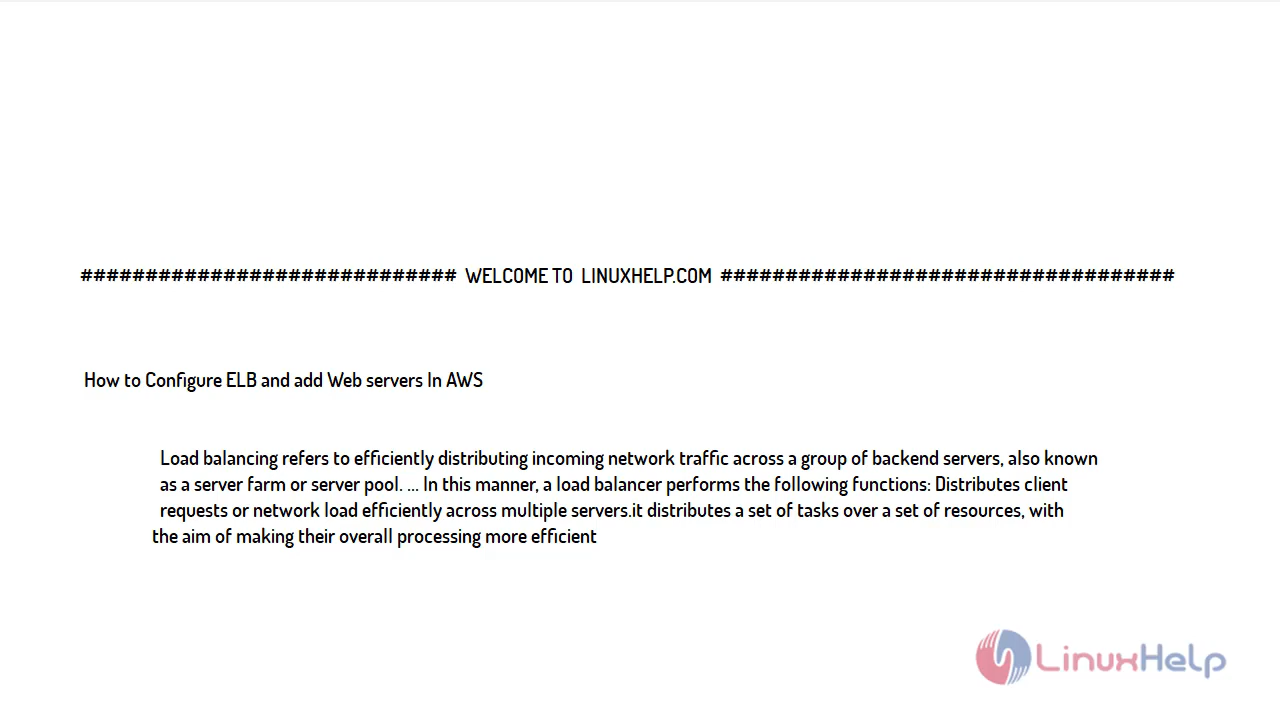 ############################# WELCOME TO LINUXHELP.COM ###################################
How to Configure ELB and add Web servers In AWS
Load balancing refers to efficiently distributing incoming network traffic across a group of backend servers, also known
as a server farm or server pool. ... In this manner, a load balancer performs the following functions: Distributes client
requests or network load efficiently across multiple servers.it distributes a set of tasks over a set of resources, with
the aim of making their overall processing more efficient
LinuxHelp